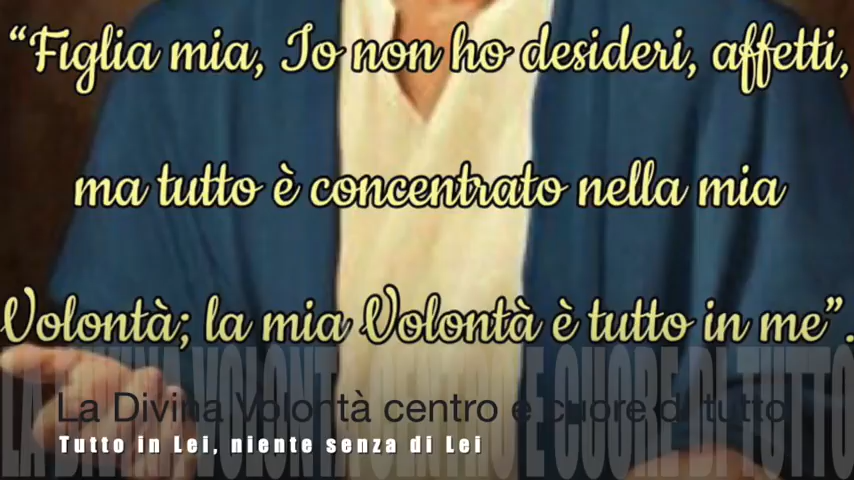 “Figlia mia, Io non ho desideri, affetti,
ma tutto è concentrato nella mia
Volontà; la mia Volontà è tutto in me”.
LA DIVINA VOLONTÀ CENTRO E CUORE DI TUTTO
La Divina Volontà centro e cuore di tutto
Tutto in Lei, niente senza di Lei